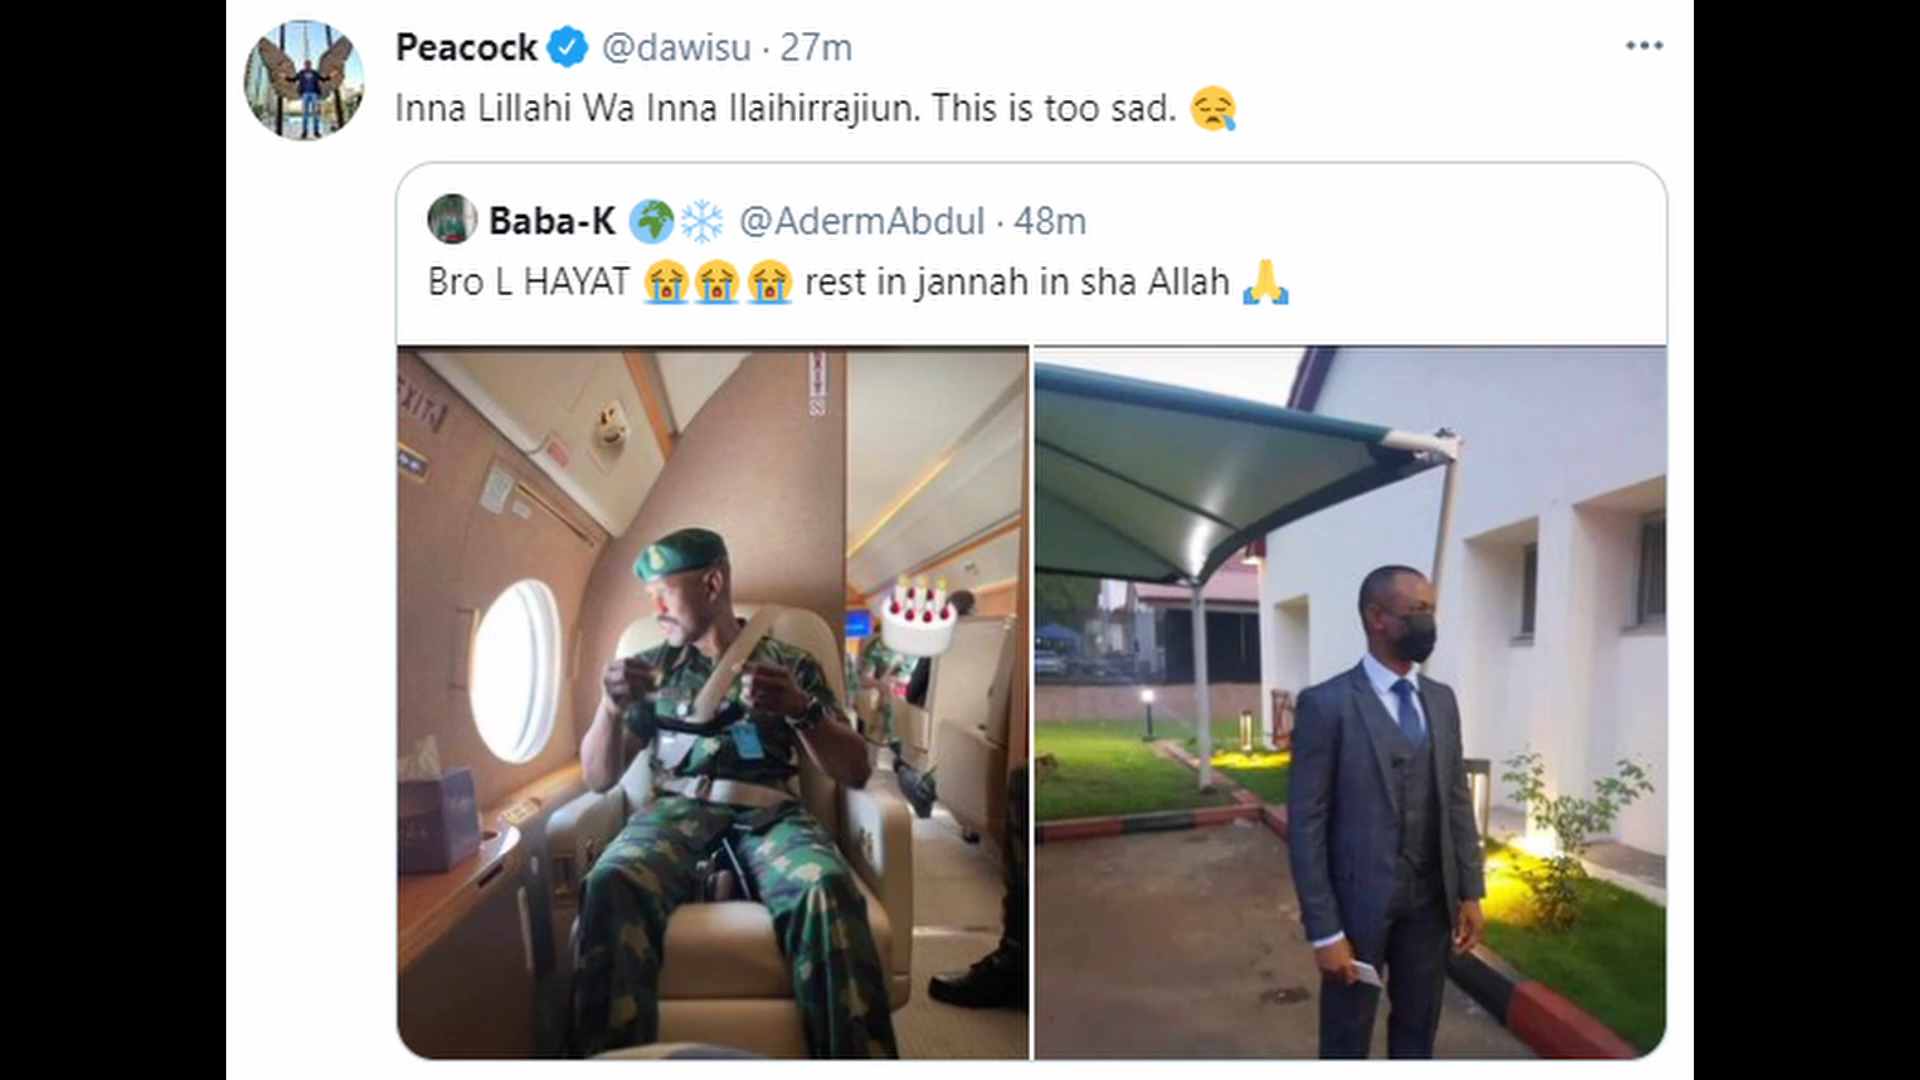 Peacock @dawisu · 27m
Inna Lillahi Wa Inna Ilaihirrajiun. This is too sad. 😪
Baba-K 🌍❄️ @AdermAbdul · 48m
Bro L HAYAT 😭😭😭 rest in jannah in sha Allah 🙏
EXIT